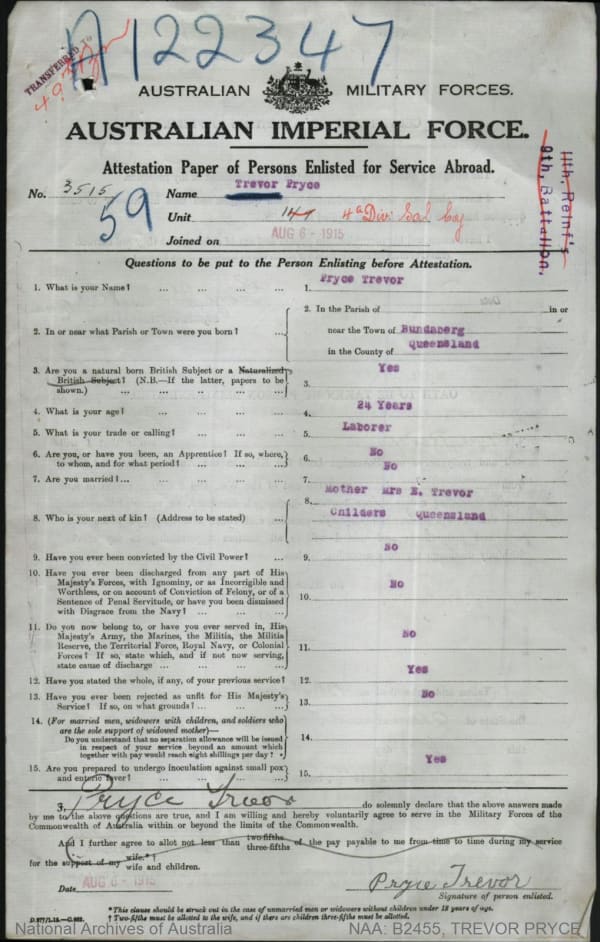 A122347
TRANSFERRED TO
AUSTRALIAN MILITARY FORCES.
AUSTRALIAN IMPERIAL FORCE.
Attestation Paper of Persons Enlisted for Service Abroad.
No. 3515 Name Trevor Pryce
59
Unit 4th Div Sal Coy
Joined on AUG 6 - 1915
11th, Reinf's
9th, Battalion.
Questions to be put to the Person Enlisting before Attestation.
1. What is your Name? ... ... ... ... 1. Pryce Trevor
2. In or near what Parish or Town were you born? ... 2. In the Parish of in or
near the Town of Bundaberg
in the County of Queensland
3. Are you a natural born British Subject or a Naturalized
British Subject? (N.B.—If the latter, papers to be
shown.) ... ... ... ... ... 3. Yes
4. What is your age? ... ... ... ... 4. 24 Years
5. What is your trade or calling? ... ... ... 5. Laborer
6. Are you, or have you been, an Apprentice? If so, where,
to whom, and for what period? ... ... ... 6. No
7. Are you married? ... ... ... ... 7. No
8. Who is your next of kin? (Address to be stated) ... 8. Mother Mrs E. Trevor
Childers Queensland
9. Have you ever been convicted by the Civil Power? ... 9. No
10. Have you ever been discharged from any part of His
Majesty's Forces, with Ignominy, or as Incorrigible and
Worthless, or on account of Conviction of Felony, or of a
Sentence of Penal Servitude, or have you been dismissed
with Disgrace from the Navy? ... ... ... 10. No
11. Do you now belong to, or have you ever served in, His
Majesty's Army, the Marines, the Militia, the Militia
Reserve, the Territorial Force, Royal Navy, or Colonial
Forces? If so, state which, and if not now serving,
state cause of discharge ... ... ... ... 11. No
12. Have you stated the whole, if any, of your previous service? 12. Yes
13. Have you ever been rejected as unfit for His Majesty's
Service? If so, on what grounds? ... ... ... 13. No
14. (For married men, widowers with children, and soldiers who
are the sole support of widowed mother)—
Do you understand that no separation allowance will be issued
in respect of your service beyond an amount which
together with pay would reach eight shillings per day? 14.
15. Are you prepared to undergo inoculation against small pox
and enteric fever? ... ... ... ... 15. Yes
I, Pryce Trevor do solemnly declare that the above answers made
by me to the above questions are true, and I am willing and hereby voluntarily agree to serve in the Military Forces of the
Commonwealth of Australia within or beyond the limits of the Commonwealth.
*And I further agree to allot not less than two-fifths three-fifths of the pay payable to me from time to time during my service
for the support of my wife.*† wife and children.
Date AUG 6 - 1915
Pryce Trevor
Signature of person enlisted.
*This clause should be struck out in the case of unmarried men or widowers without children under 18 years of age.
† Two-fifths must be allotted to the wife, and if there are children three-fifths must be allotted.
National Archives of Australia NAA: B2455, TREVOR PRYCE